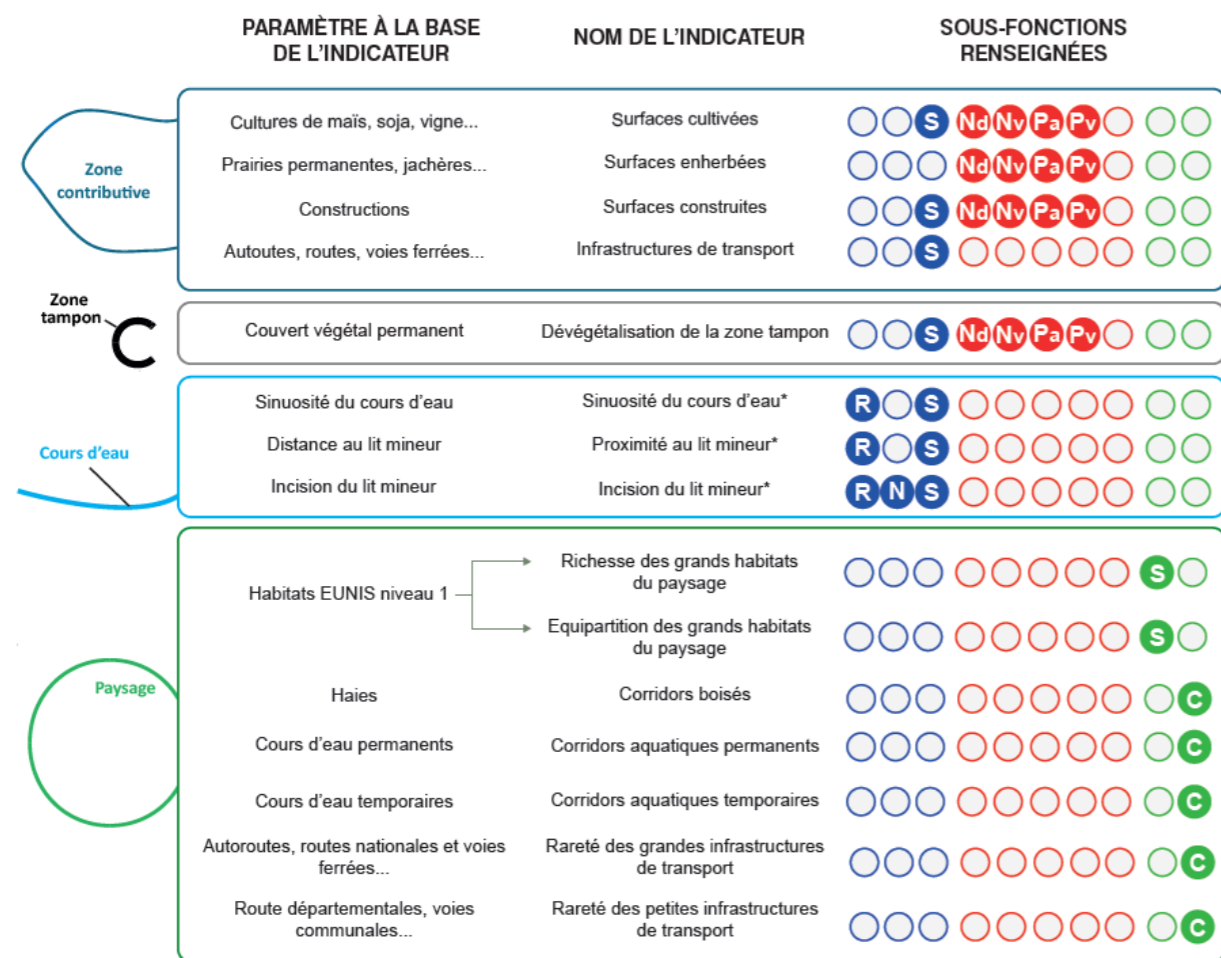 PARAMÈTRE À LA BASE
DE L'INDICATEUR
NOM DE L'INDICATEUR
SOUS-FONCTIONS
RENSEIGNÉES
Zone
contributive
Cultures de maïs, soja, vigne...
Surfaces cultivées
S Nd Nv Pa Pv
Prairies permanentes, jachères...
Surfaces enherbées
Nd Nv Pa Pv
Constructions
Surfaces construites
S Nd Nv Pa Pv
Autoutes, routes, voies ferrées...
Infrastructures de transport
S
Zone
tampon
Couvert végétal permanent
Dévégétalisation de la zone tampon
S Nd Nv Pa Pv
Cours d'eau
Sinuosité du cours d'eau
Sinuosité du cours d'eau*
R S
Distance au lit mineur
Proximité au lit mineur*
R S
Incision du lit mineur
Incision du lit mineur*
R N S
Paysage
Habitats EUNIS niveau 1
Richesse des grands habitats
du paysage
S
Equipartition des grands habitats
du paysage
S
Haies
Corridors boisés
C
Cours d'eau permanents
Corridors aquatiques permanents
C
Cours d'eau temporaires
Corridors aquatiques temporaires
C
Autoroutes, routes nationales et voies
ferrées...
Rareté des grandes infrastructures
de transport
C
Route départementales, voies
communales...
Rareté des petites infrastructures
de transport
C